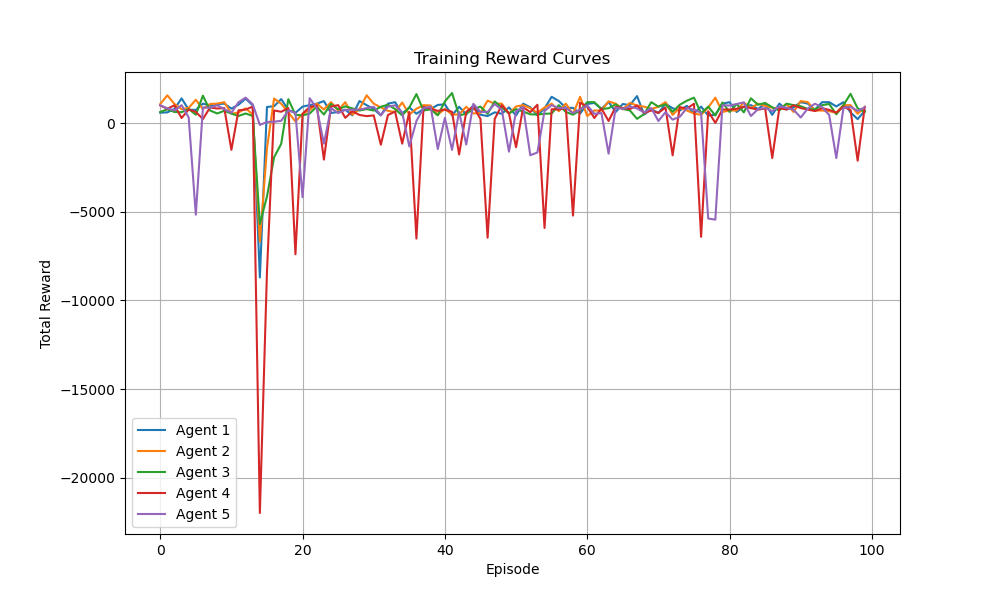 Training Reward Curves
Total Reward
0
−5000
−10000
−15000
−20000
Agent 1
Agent 2
Agent 3
Agent 4
Agent 5
0 20 40 60 80 100
Episode